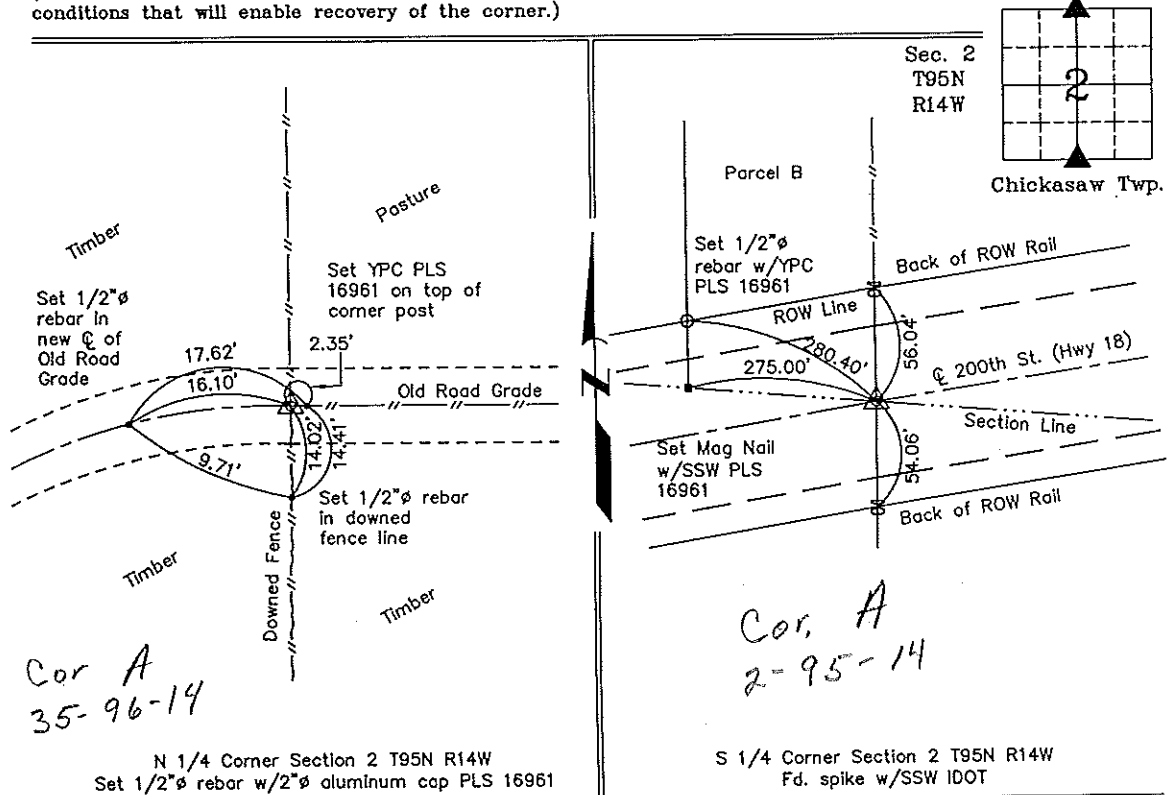 conditions that will enable recovery of the corner.)
Timber
Pasture
Set 1/2"ø
rebar in
new ℄ of
Old Road
Grade
Set YPC PLS
16961 on top of
corner post
2.35'
17.62'
16.10'
Old Road Grade
14.02'
14.41'
9.71'
Set 1/2"ø rebar
in downed
fence line
Downed Fence
Timber
Timber
Cor A
35-96-14
N 1/4 Corner Section 2 T95N R14W
Set 1/2"ø rebar w/2"ø aluminum cap PLS 16961
Sec. 2
T95N
R14W
2
Chickasaw Twp.
Parcel B
Set 1/2"ø
rebar w/YPC
PLS 16961
Back of ROW Rail
ROW Line
56.04'
280.40'
275.00'
℄ 200th St. (Hwy 18)
Section Line
Set Mag Nail
w/SSW PLS
16961
54.06'
Back of ROW Rail
N
Cor. A
2-95-14
S 1/4 Corner Section 2 T95N R14W
Fd. spike w/SSW IDOT